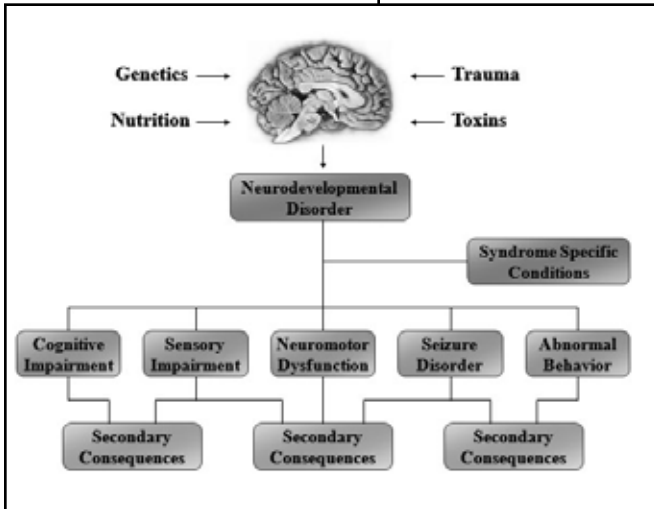 Genetics
Trauma
Nutrition
Toxins
Neurodevelopmental
Disorder
Syndrome Specific
Conditions
Cognitive
Impairment
Sensory
Impairment
Neuromotor
Dysfunction
Seizure
Disorder
Abnormal
Behavior
Secondary
Consequences
Secondary
Consequences
Secondary
Consequences